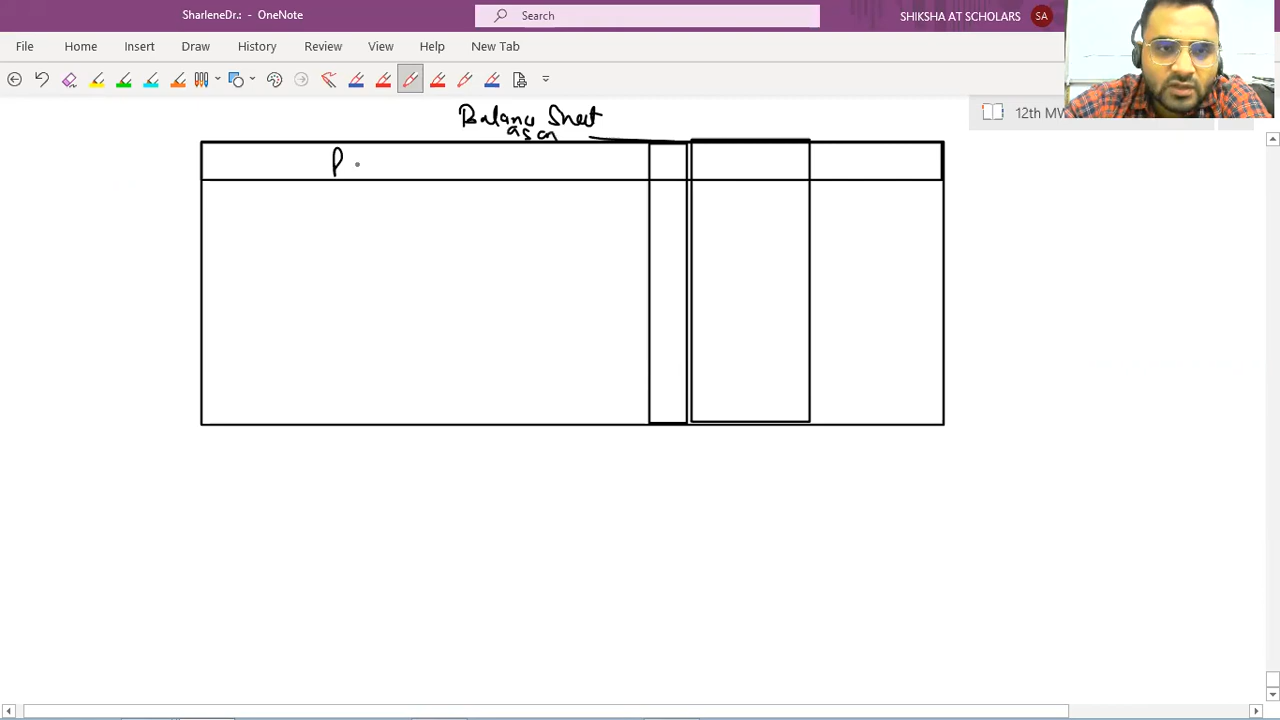 SharleneDr.: - OneNote
Search
SHIKSHA AT SCHOLARS
SA
File Home Insert Draw History Review View Help New Tab
12th MW
Balance Sheet
as on
P